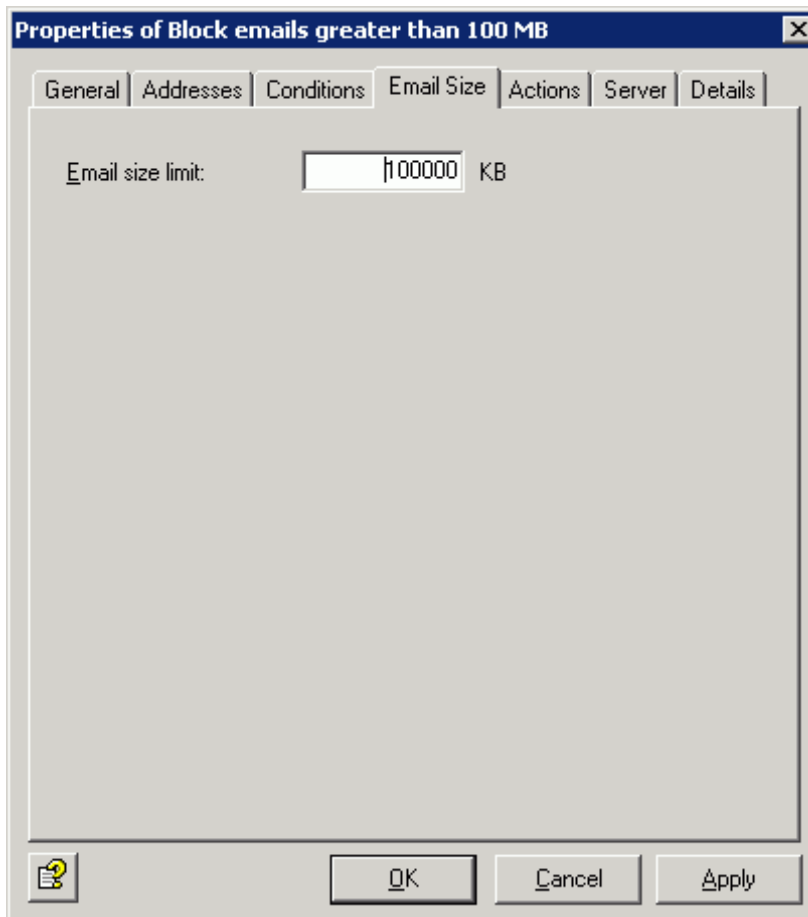 Properties of Block emails greater than 100 MB
General Addresses Conditions Email Size Actions Server Details
Email size limit: 100000 KB
OK Cancel Apply